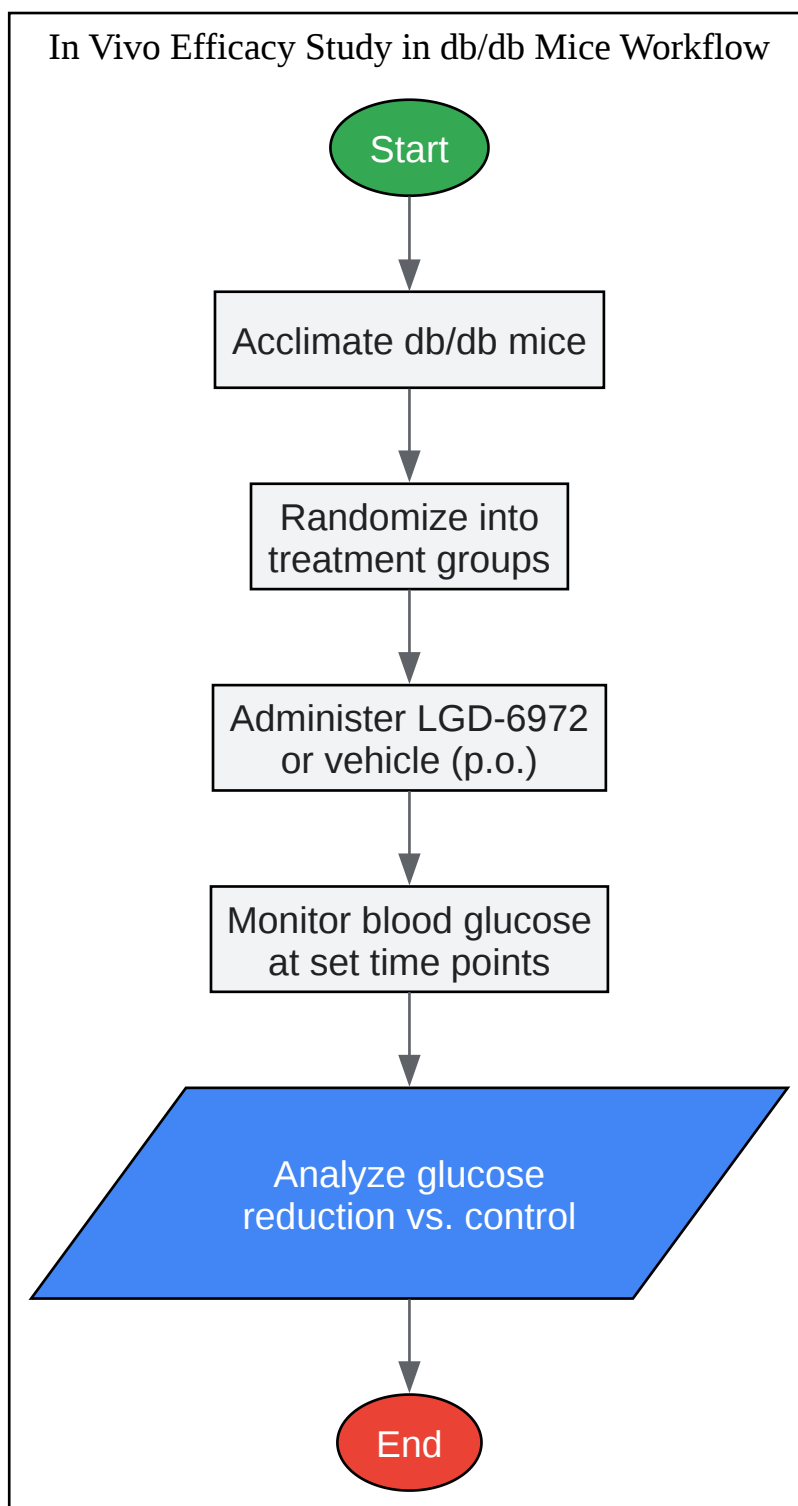 In Vivo Efficacy Study in db/db Mice Workflow
Start
Acclimate db/db mice
Randomize into
treatment groups
Administer LGD-6972
or vehicle (p.o.)
Monitor blood glucose
at set time points
Analyze glucose
reduction vs. control
End